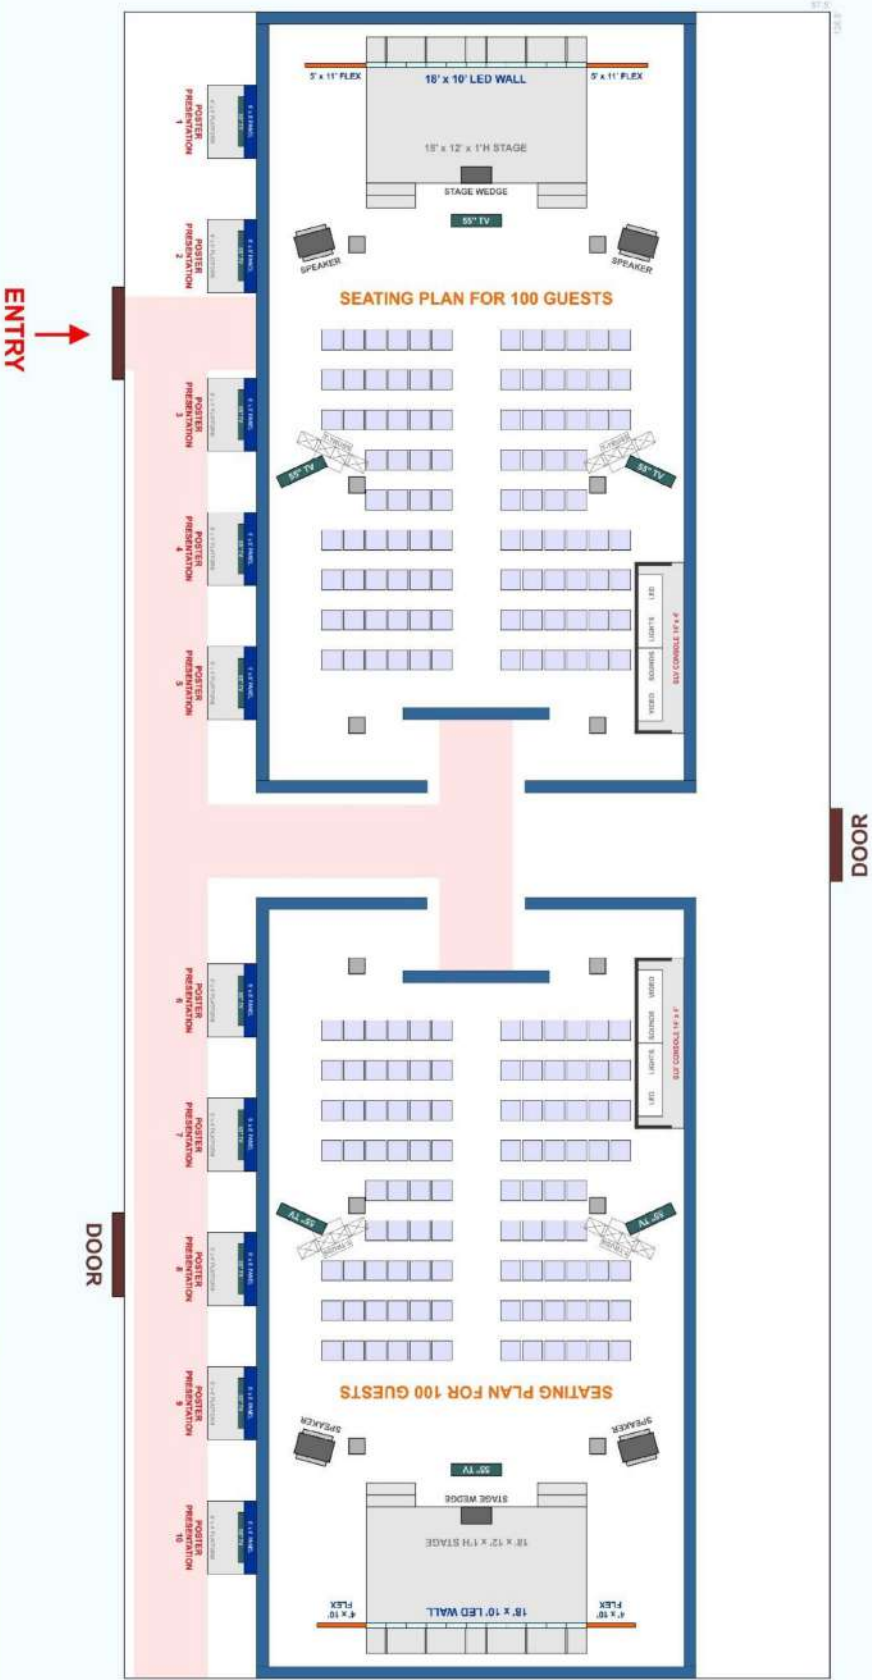 57.5'
5' x 11' FLEX
18' x 10' LED WALL
5' x 11' FLEX
18' x 12' x 1'H STAGE
STAGE WEDGE
55" TV
SPEAKER
SPEAKER
SEATING PLAN FOR 100 GUESTS
55" TV
55" TV
LED
LIGHTS
SOUNDS
VIDEO
SLV CONSOLE 14' x 4'
POSTER
PRESENTATION
1
POSTER
PRESENTATION
2
ENTRY
POSTER
PRESENTATION
3
POSTER
PRESENTATION
4
POSTER
PRESENTATION
5
DOOR
POSTER
PRESENTATION
6
POSTER
PRESENTATION
7
POSTER
PRESENTATION
8
DOOR
POSTER
PRESENTATION
9
POSTER
PRESENTATION
10
VIDEO
SOUNDS
LIGHTS
LED
SLV CONSOLE 14' x 4'
55" TV
55" TV
SEATING PLAN FOR 100 GUESTS
SPEAKER
SPEAKER
55" TV
STAGE WEDGE
18' x 12' x 1'H STAGE
4' x 10'
FLEX
18' x 10' LED WALL
4' x 10'
FLEX